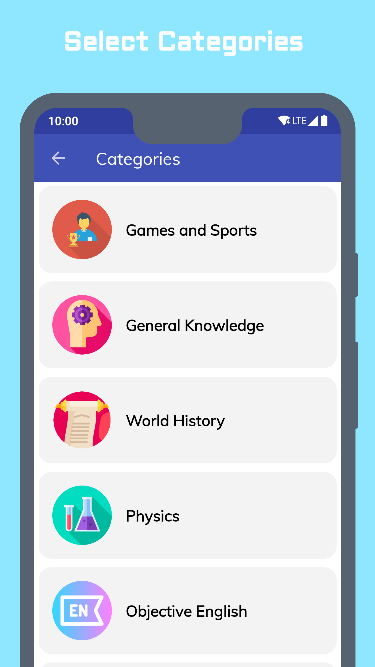 Select Categories
10:00
LTE
Categories
Games and Sports
General Knowledge
World History
Physics
EN
Objective English